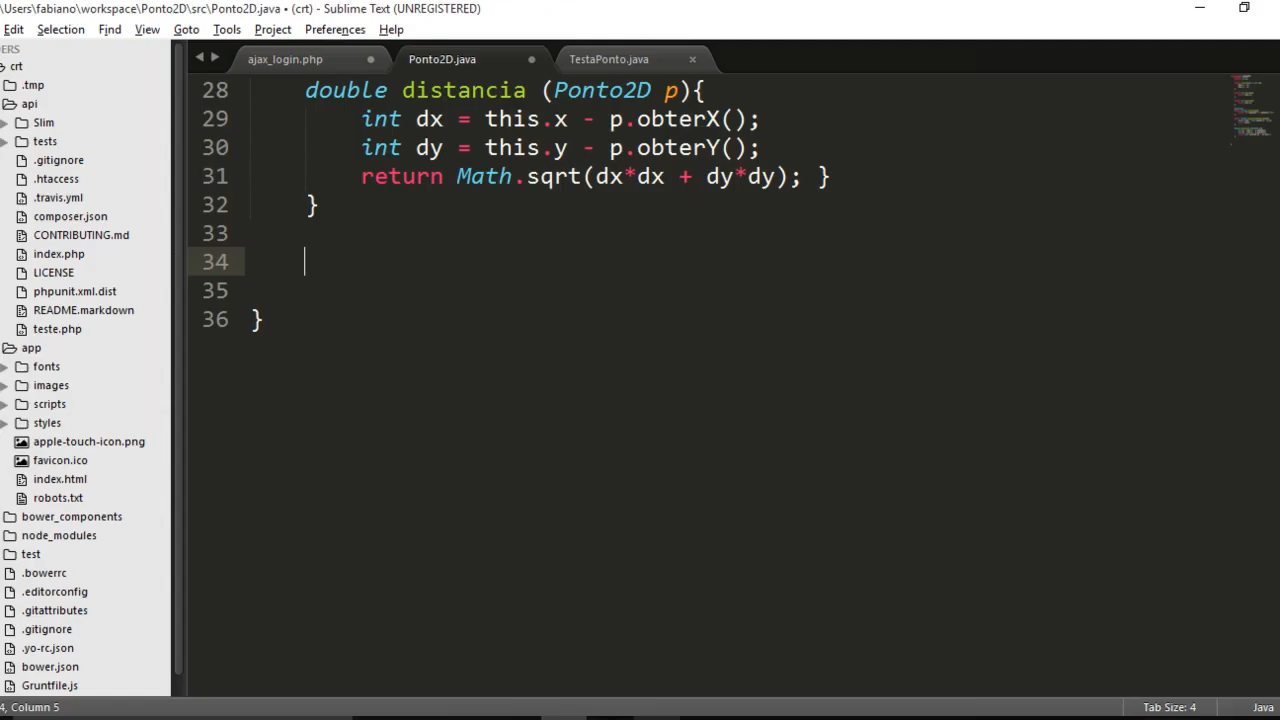 \Users\fabiano\workspace\Ponto2D\src\Ponto2D.java • (crt) - Sublime Text (UNREGISTERED)
Edit Selection Find View Goto Tools Project Preferences Help
ERS
crt
.tmp
api
Slim
tests
.gitignore
.htaccess
.travis.yml
composer.json
CONTRIBUTING.md
index.php
LICENSE
phpunit.xml.dist
README.markdown
teste.php
app
fonts
images
scripts
styles
apple-touch-icon.png
favicon.ico
index.html
robots.txt
bower_components
node_modules
test
.bowerrc
.editorconfig
.gitattributes
.gitignore
.yo-rc.json
bower.json
Gruntfile.js
ajax_login.php Ponto2D.java TestaPonto.java
28 double distancia (Ponto2D p){
29 int dx = this.x - p.obterX();
30 int dy = this.y - p.obterY();
31 return Math.sqrt(dx*dx + dy*dy); }
32 }
33
34
35
36 }
4, Column 5 Tab Size: 4 Java